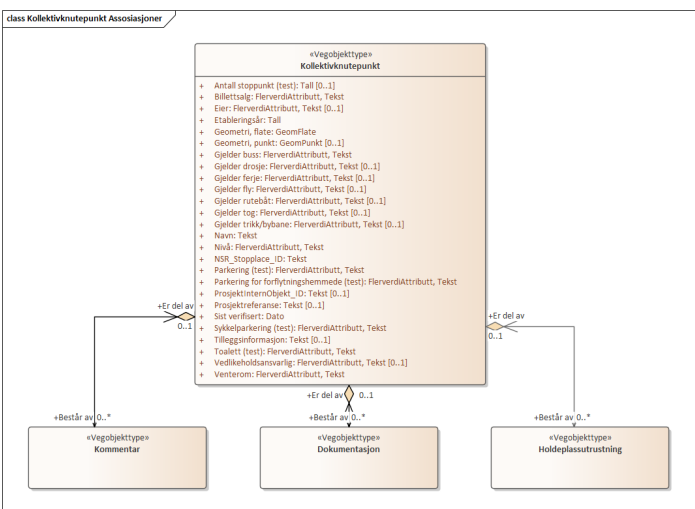 class Kollektivknutepunkt Assosiasjoner
«Vegobjekttype»
Kollektivknutepunkt
+ Antall stoppunkt (test): Tall [0..1]
+ Billettsalg: FlerverdiAttributt, Tekst
+ Eier: FlerverdiAttributt, Tekst [0..1]
+ Etableringsår: Tall
+ Geometri, flate: GeomFlate
+ Geometri, punkt: GeomPunkt [0..1]
+ Gjelder buss: FlerverdiAttributt, Tekst
+ Gjelder drosje: FlerverdiAttributt, Tekst [0..1]
+ Gjelder ferje: FlerverdiAttributt, Tekst [0..1]
+ Gjelder fly: FlerverdiAttributt, Tekst [0..1]
+ Gjelder rutebåt: FlerverdiAttributt, Tekst [0..1]
+ Gjelder tog: FlerverdiAttributt, Tekst [0..1]
+ Gjelder trikk/bybane: FlerverdiAttributt, Tekst [0..1]
+ Navn: Tekst
+ Nivå: FlerverdiAttributt, Tekst
+ NSR_Stopplace_ID: Tekst
+ Parkering (test): FlerverdiAttributt, Tekst
+ Parkering for forflytningshemmede (test): FlerverdiAttributt, Tekst
+ ProsjektInternObjekt_ID: Tekst [0..1]
+ Prosjektreferanse: Tekst [0..1]
+ Sist verifisert: Dato
+ Sykkelparkering (test): FlerverdiAttributt, Tekst
+ Tilleggsinformasjon: Tekst [0..1]
+ Toalett (test): FlerverdiAttributt, Tekst
+ Vedlikeholdsansvarlig: FlerverdiAttributt, Tekst [0..1]
+ Venterom: FlerverdiAttributt, Tekst
+Er del av
0..1
+Er del av
0..1
+Er del av 0..1
+Består av 0..*
+Består av 0..*
+Består av 0..*
«Vegobjekttype»
Kommentar
«Vegobjekttype»
Dokumentasjon
«Vegobjekttype»
Holdeplassutrustning